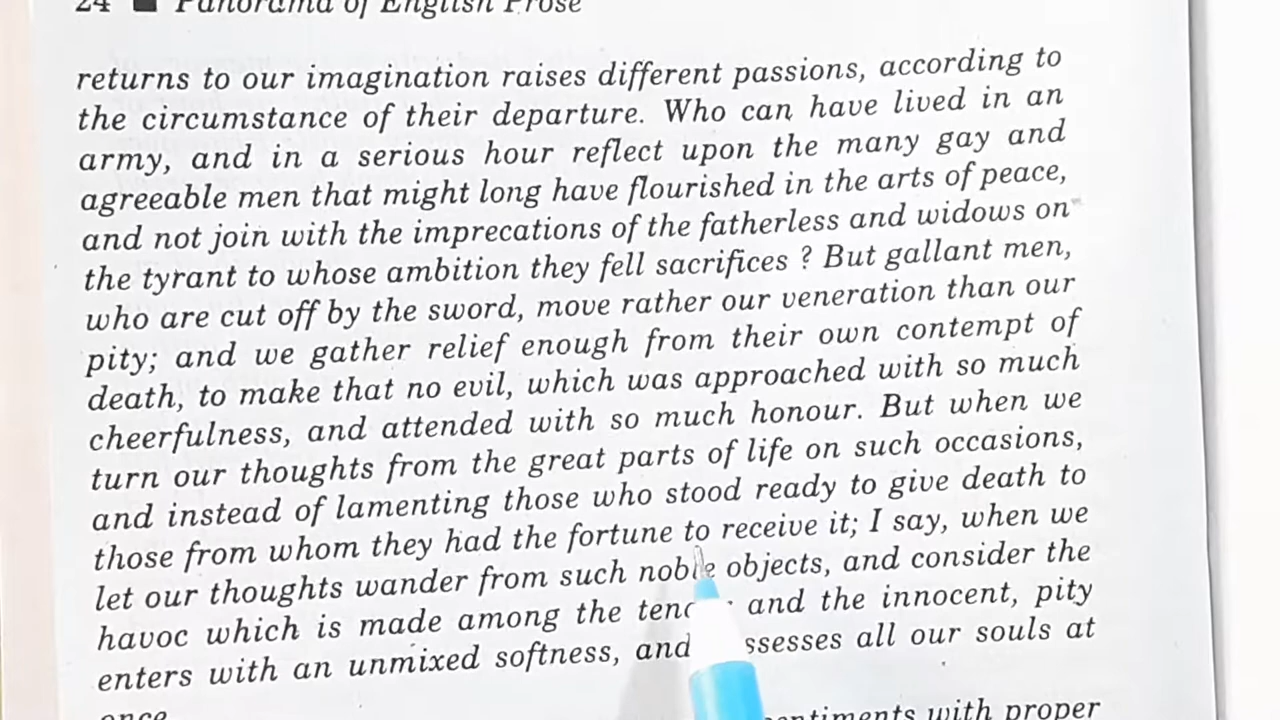 24 ■ Panorama of English Prose
returns to our imagination raises different passions, according to
the circumstance of their departure. Who can have lived in an
army, and in a serious hour reflect upon the many gay and
agreeable men that might long have flourished in the arts of peace,
and not join with the imprecations of the fatherless and widows on
the tyrant to whose ambition they fell sacrifices ? But gallant men,
who are cut off by the sword, move rather our veneration than our
pity; and we gather relief enough from their own contempt of
death, to make that no evil, which was approached with so much
cheerfulness, and attended with so much honour. But when we
turn our thoughts from the great parts of life on such occasions,
and instead of lamenting those who stood ready to give death to
those from whom they had the fortune to receive it; I say, when we
let our thoughts wander from such noble objects, and consider the
havoc which is made among the and the innocent, pity
enters with an unmixed softness, and all our souls at
once with proper